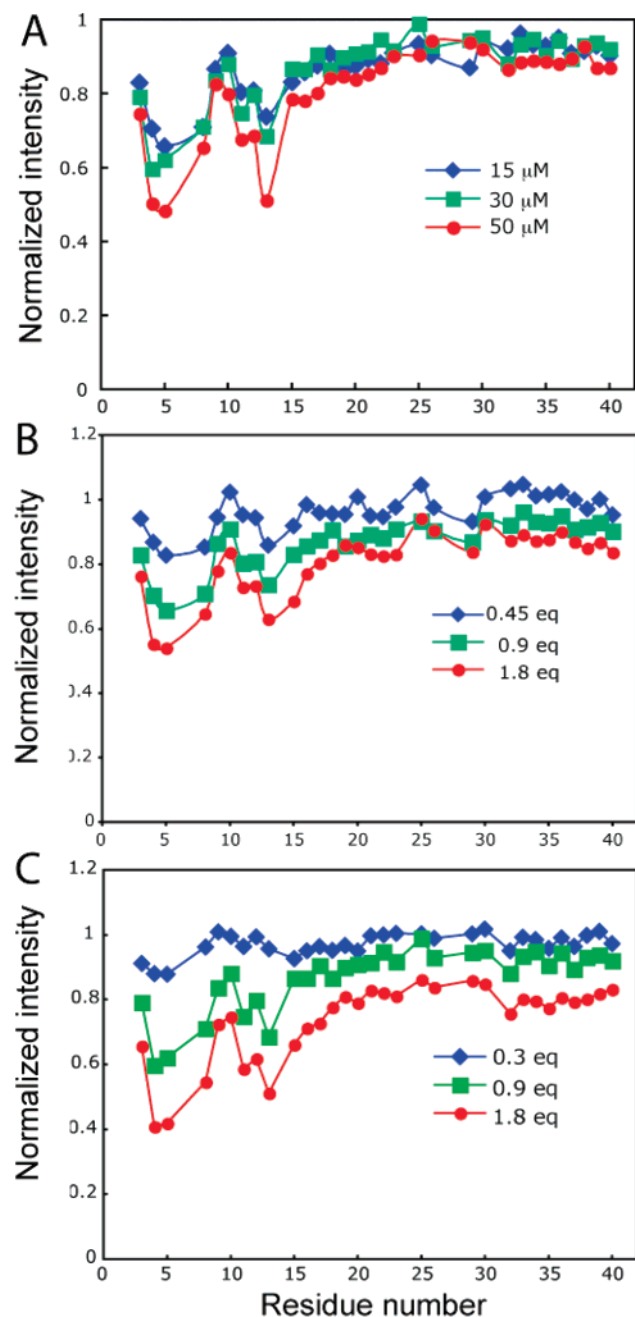 A
Normalized intensity
1
0.8
0.6
0.4
0.2
0
15 μM
30 μM
50 μM
0 5 10 15 20 25 30 35 40
B
Normalized intensity
1.2
1
0.8
0.6
0.4
0.2
0
0.45 eq
0.9 eq
1.8 eq
0 5 10 15 20 25 30 35 40
C
Normalized intensity
1.2
1
0.8
0.6
0.4
0.2
0
0.3 eq
0.9 eq
1.8 eq
0 5 10 15 20 25 30 35 40
Residue number